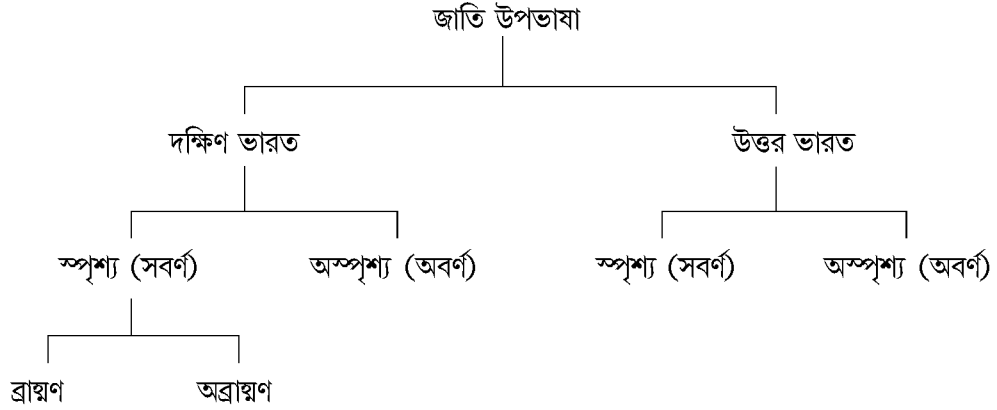 জাতি উপভাষা
দক্ষিণ ভারত উত্তর ভারত
স্পৃশ্য (সবর্ণ) অস্পৃশ্য (অবর্ণ) স্পৃশ্য (সবর্ণ) অস্পৃশ্য (অবর্ণ)
ব্রাহ্মণ অব্রাহ্মণ